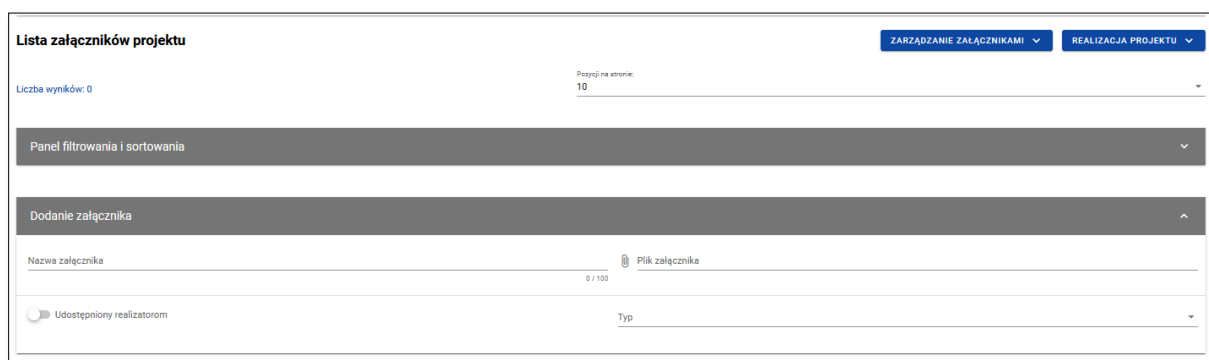 Lista załączników projektu
ZARZĄDZANIE ZAŁĄCZNIKAMI
REALIZACJA PROJEKTU
Liczba wyników: 0
Pozycji na stronie:
10
Panel filtrowania i sortowania
Dodanie załącznika
Nazwa załącznika
Plik załącznika
0 / 100
Udostępniony realizatorom
Typ